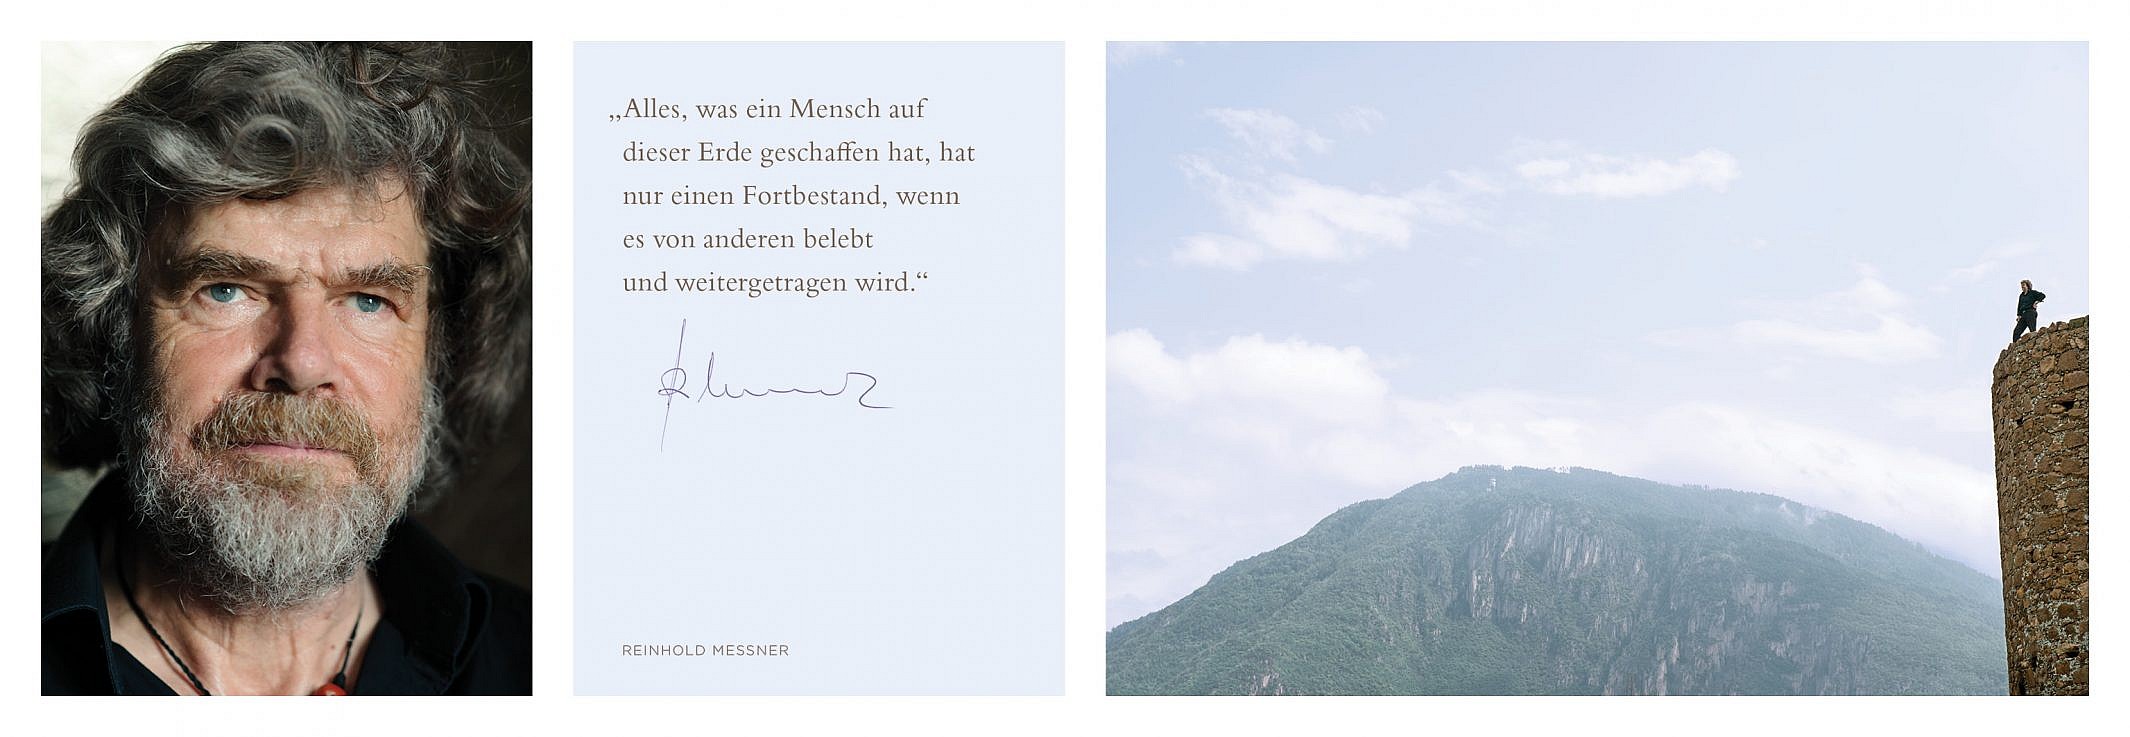 „Alles, was ein Mensch auf
dieser Erde geschaffen hat, hat
nur einen Fortbestand, wenn
es von anderen belebt
und weitergetragen wird.“
REINHOLD MESSNER